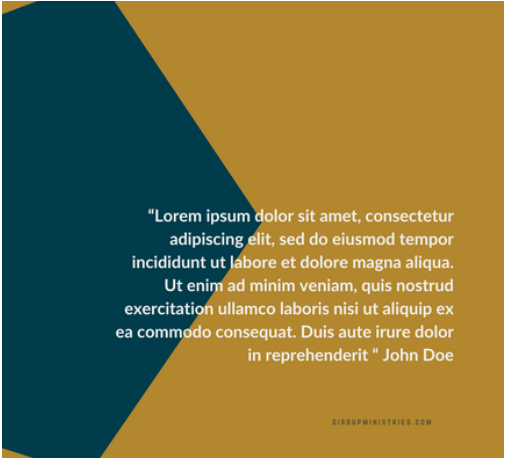 “Lorem ipsum dolor sit amet, consectetur
adipiscing elit, sed do eiusmod tempor
incididunt ut labore et dolore magna aliqua.
Ut enim ad minim veniam, quis nostrud
exercitation ullamco laboris nisi ut aliquip ex
ea commodo consequat. Duis aute irure dolor
in reprehenderit “ John Doe
GIRDUPMINISTRIES.COM